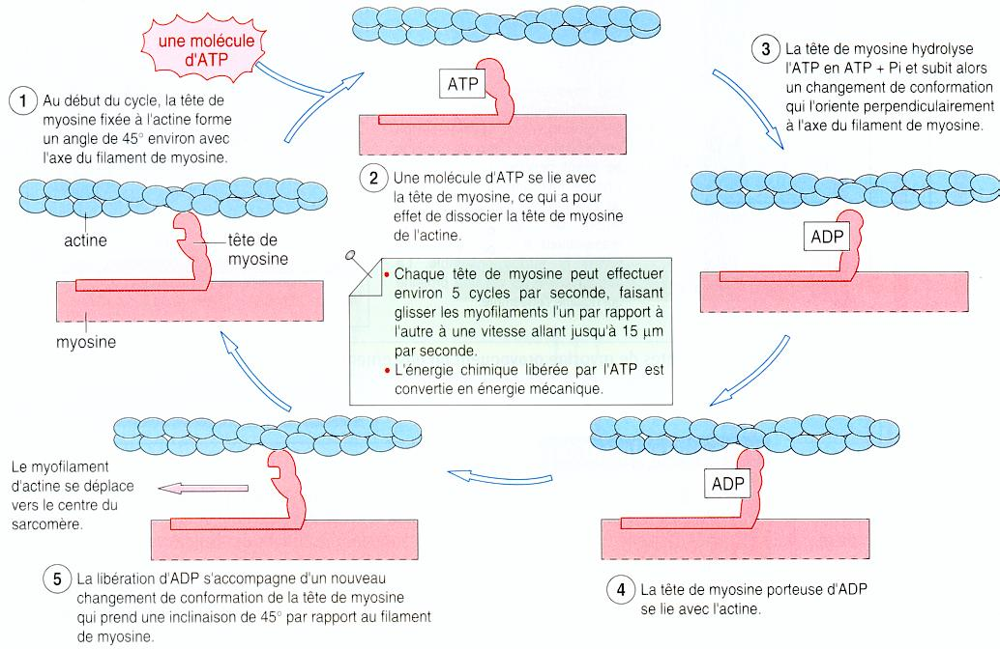 une molécule
d'ATP
1 Au début du cycle, la tête de
myosine fixée à l'actine forme
un angle de 45° environ avec
l'axe du filament de myosine.
actine
tête de
myosine
myosine
ATP
2 Une molécule d'ATP se lie avec
la tête de myosine, ce qui a pour
effet de dissocier la tête de myosine
de l'actine.
3 La tête de myosine hydrolyse
l'ATP en ATP + Pi et subit alors
un changement de conformation
qui l'oriente perpendiculairement
à l'axe du filament de myosine.
ADP
• Chaque tête de myosine peut effectuer
environ 5 cycles par seconde, faisant
glisser les myofilaments l'un par rapport à
l'autre à une vitesse allant jusqu'à 15 µm
par seconde.
• L'énergie chimique libérée par l'ATP est
convertie en énergie mécanique.
ADP
4 La tête de myosine porteuse d'ADP
se lie avec l'actine.
Le myofilament
d'actine se déplace
vers le centre du
sarcomère.
5 La libération d'ADP s'accompagne d'un nouveau
changement de conformation de la tête de myosine
qui prend une inclinaison de 45° par rapport au filament
de myosine.